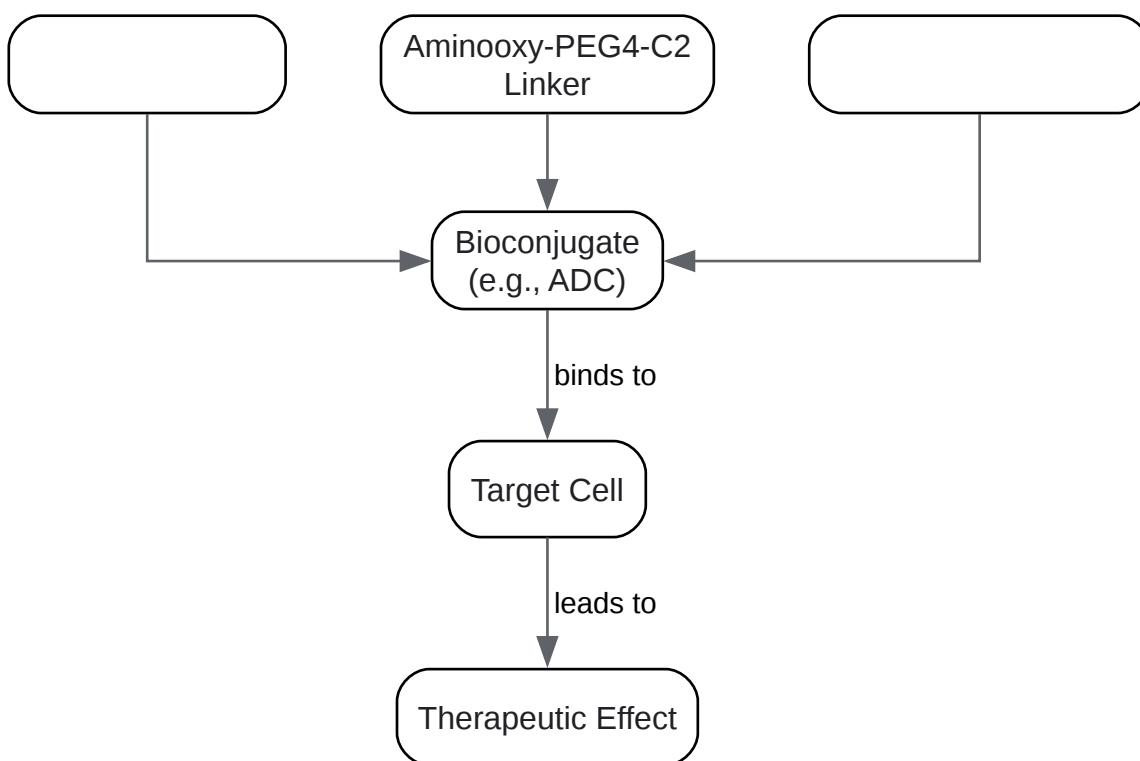 Aminooxy-PEG4-C2
Linker
Bioconjugate
(e.g., ADC)
binds to
Target Cell
leads to
Therapeutic Effect